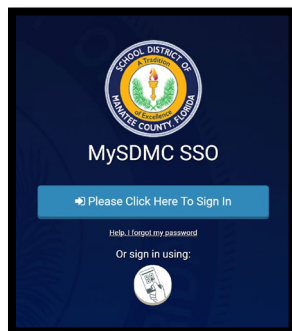 SCHOOL DISTRICT OF
A Tradition
of Excellence
MANATEE COUNTY, FLORIDA
MySDMC SSO
Please Click Here To Sign In
Help, I forgot my password
Or sign in using: